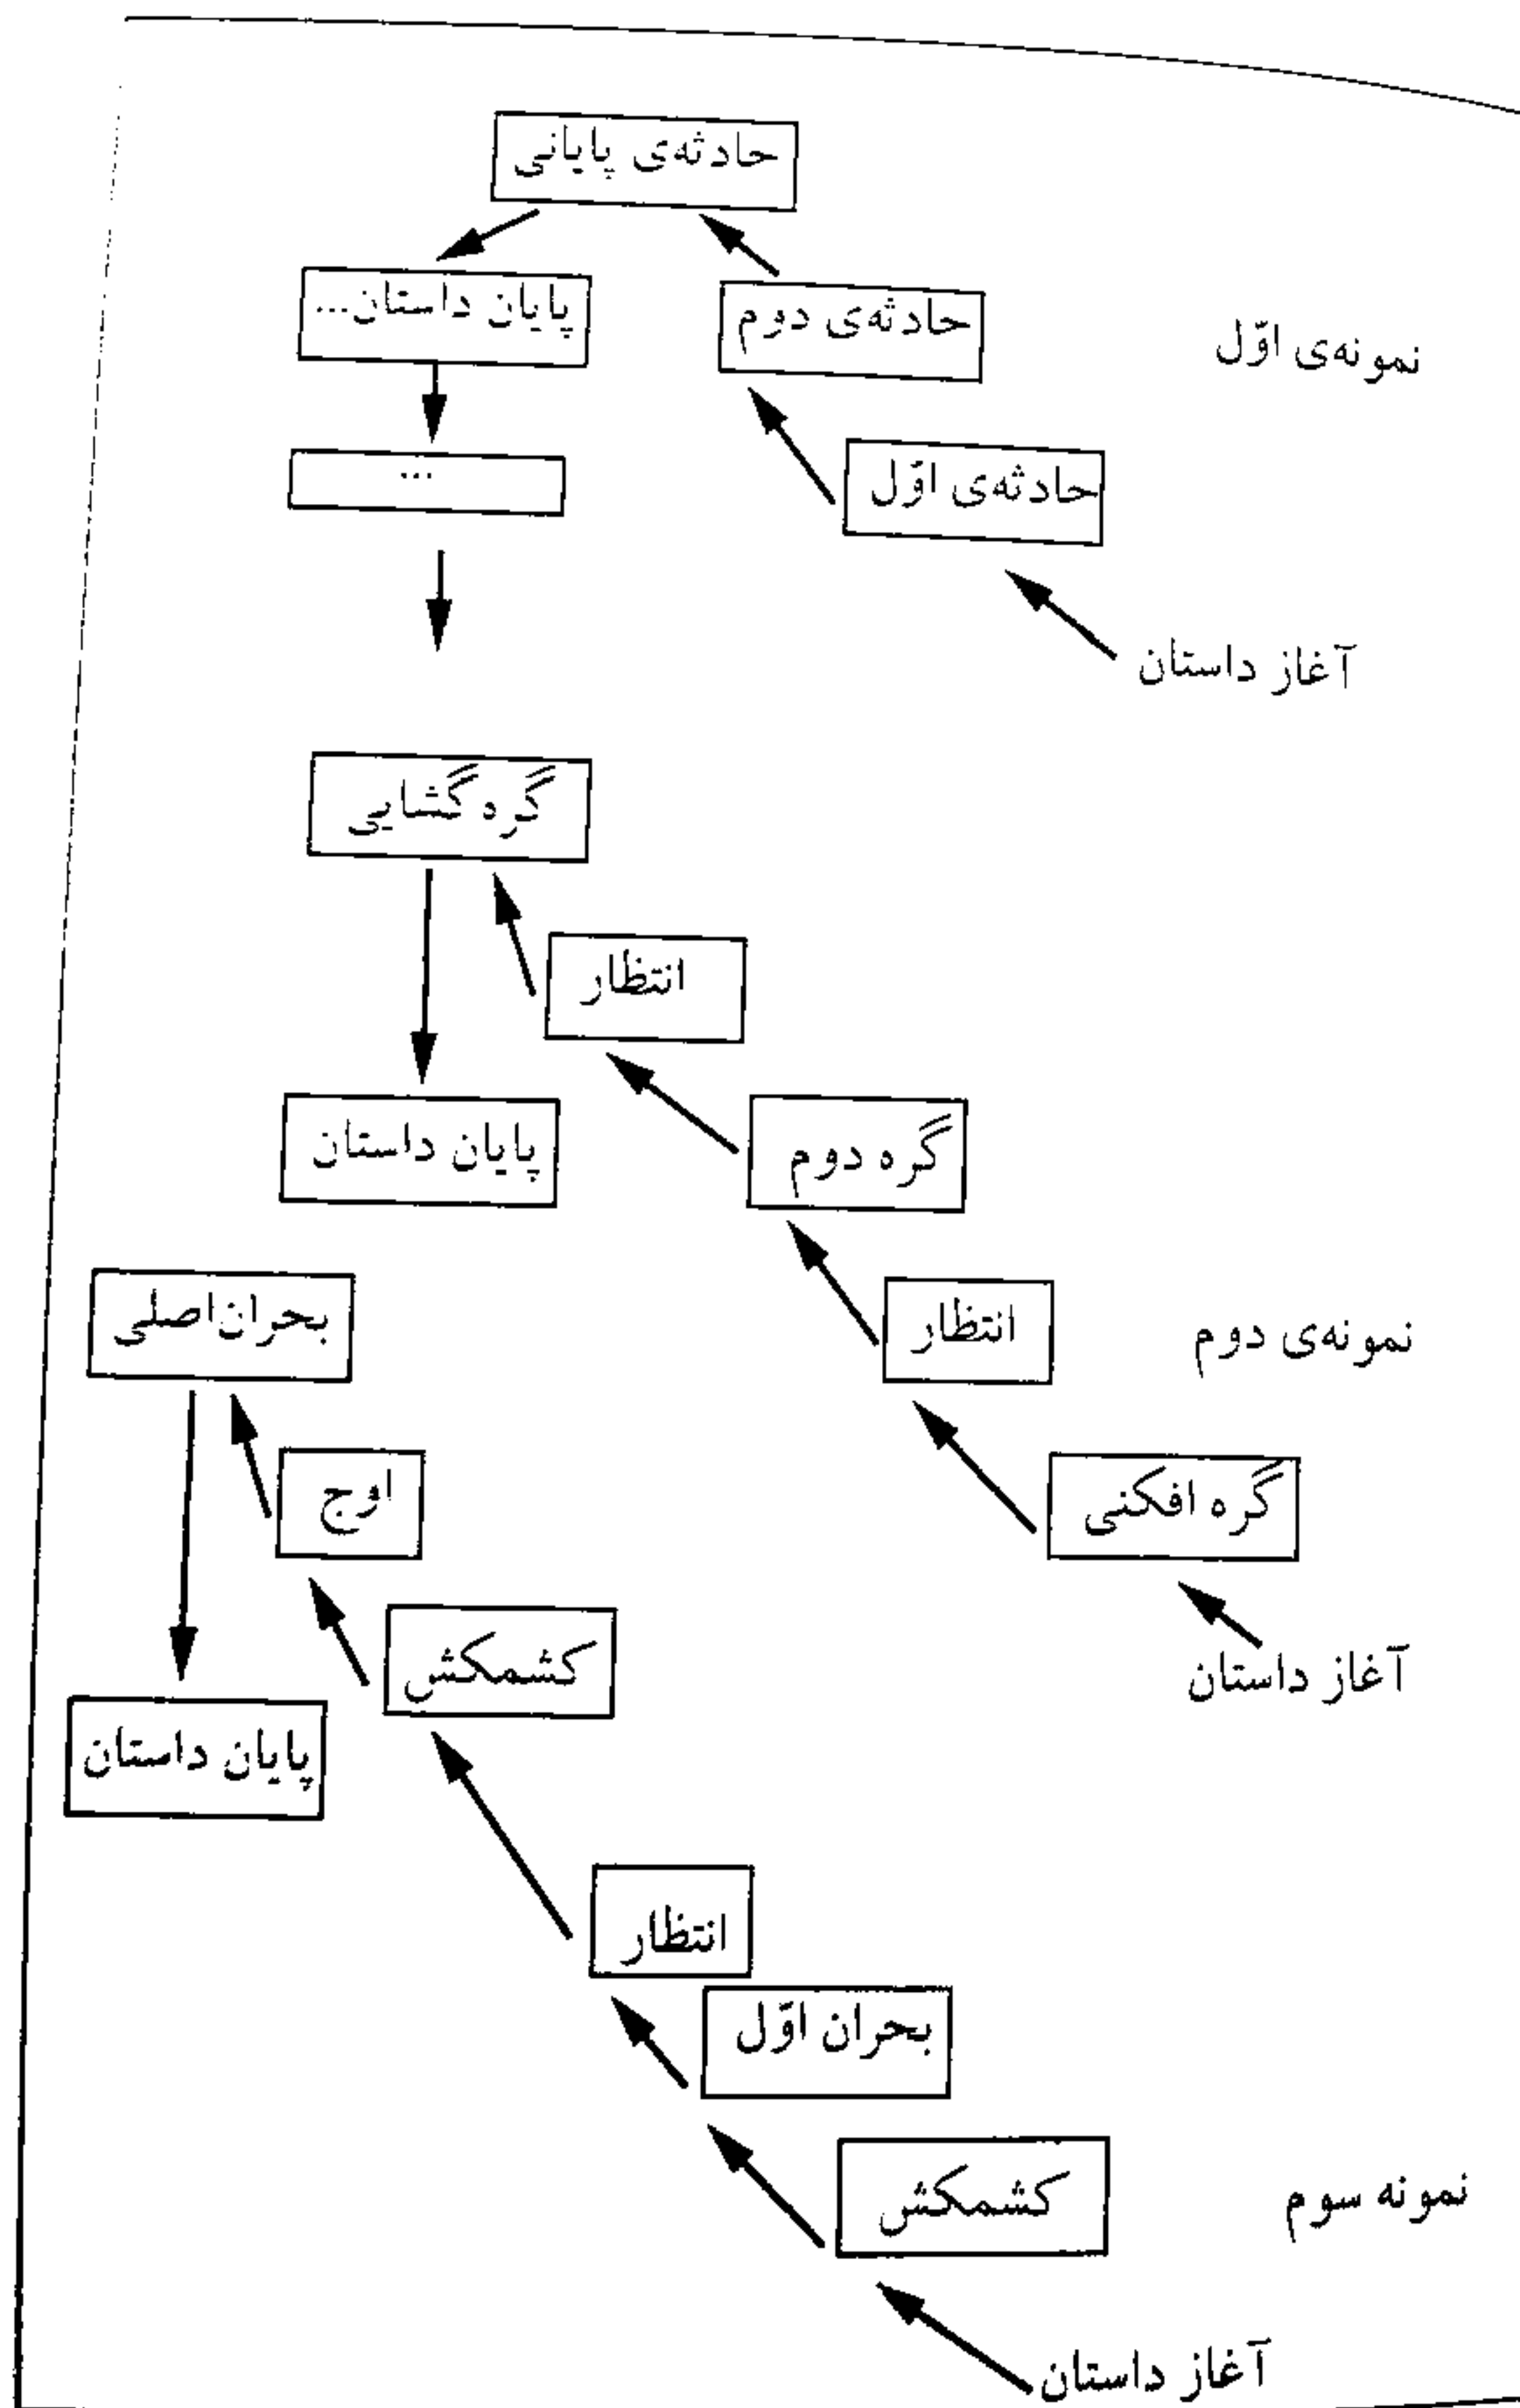 حادثه‌ی پایانی
حادثه‌ی دوم
پایان داستان...
نمونه‌ی اوّل
حادثه‌ی اوّل
...
آغاز داستان
گره گشایی
انتظار
گره دوم
پایان داستان
نمونه‌ی دوم
انتظار
بحران اصلی
گره افکنی
اوج
آغاز داستان
کشمکش
پایان داستان
انتظار
بحران اوّل
نمونه سوم
کشمکش
آغاز داستان